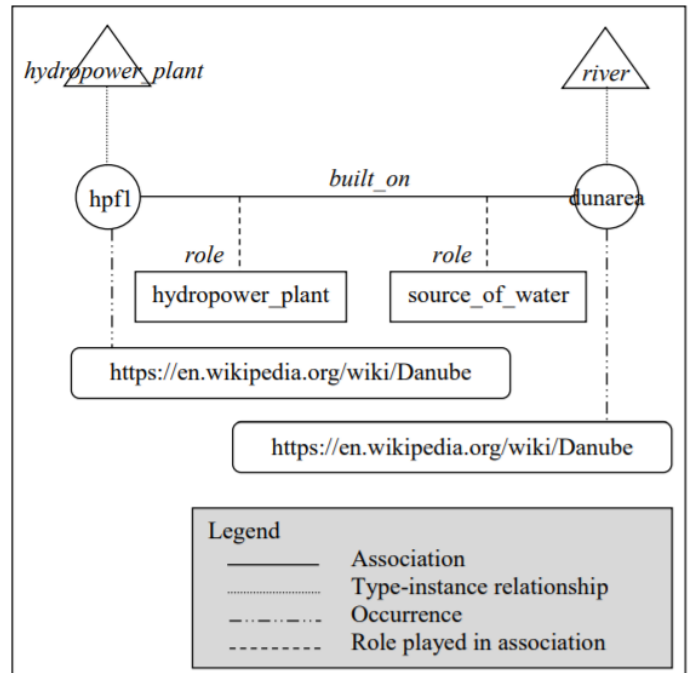 hydropower_plant
river
built_on
hpf1
dunarea
role
role
hydropower_plant
source_of_water
https://en.wikipedia.org/wiki/Danube
https://en.wikipedia.org/wiki/Danube
Legend
Association
Type-instance relationship
Occurrence
Role played in association